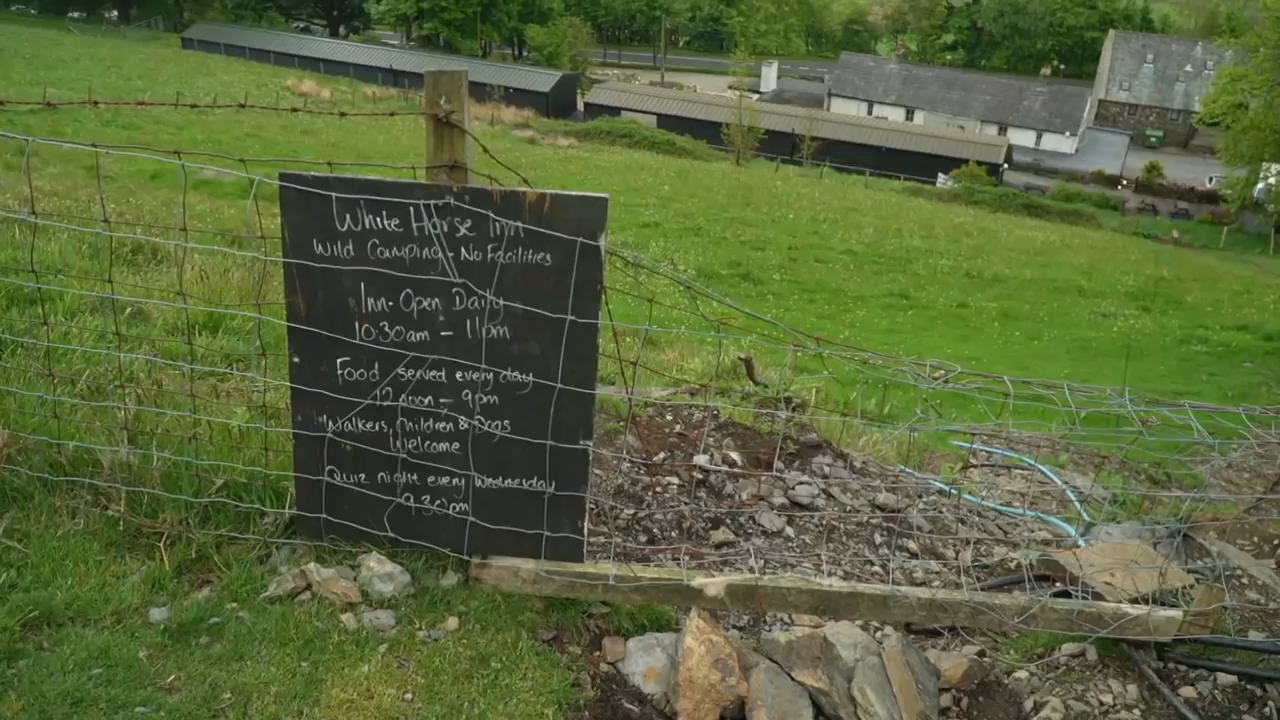 White Horse Inn
Wild Camping - No Facilities
Inn - Open Daily
10:30am - 11pm
Food served every day
12 noon - 9pm
Walkers, Children & Dogs
Welcome
Quiz night every Wednesday
9.30pm